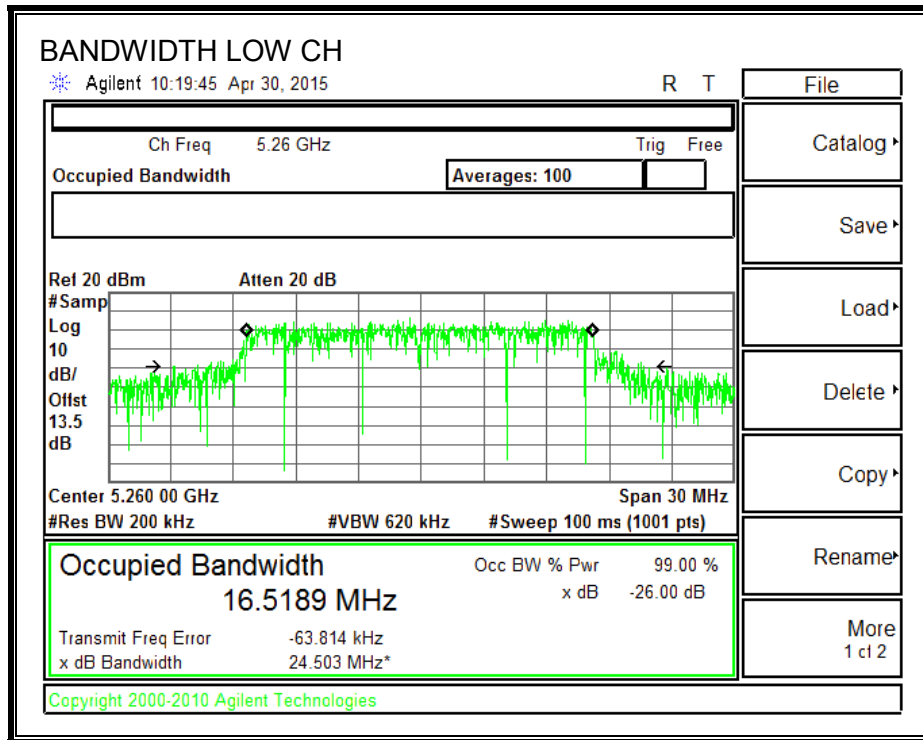 BANDWIDTH LOW CH
Agilent 10:19:45 Apr 30, 2015 R T
File
Ch Freq 5.26 GHz Trig Free
Occupied Bandwidth Averages: 100
Catalog
Save
Ref 20 dBm Atten 20 dB
#Samp
Log
10
dB/
Offst
13.5
dB
Load
Delete
Copy
Center 5.260 00 GHz Span 30 MHz
#Res BW 200 kHz #VBW 620 kHz #Sweep 100 ms (1001 pts)
Occupied Bandwidth Occ BW % Pwr 99.00 %
16.5189 MHz x dB -26.00 dB
Rename
Transmit Freq Error -63.814 kHz
x dB Bandwidth 24.503 MHz*
More
1 of 2
Copyright 2000-2010 Agilent Technologies